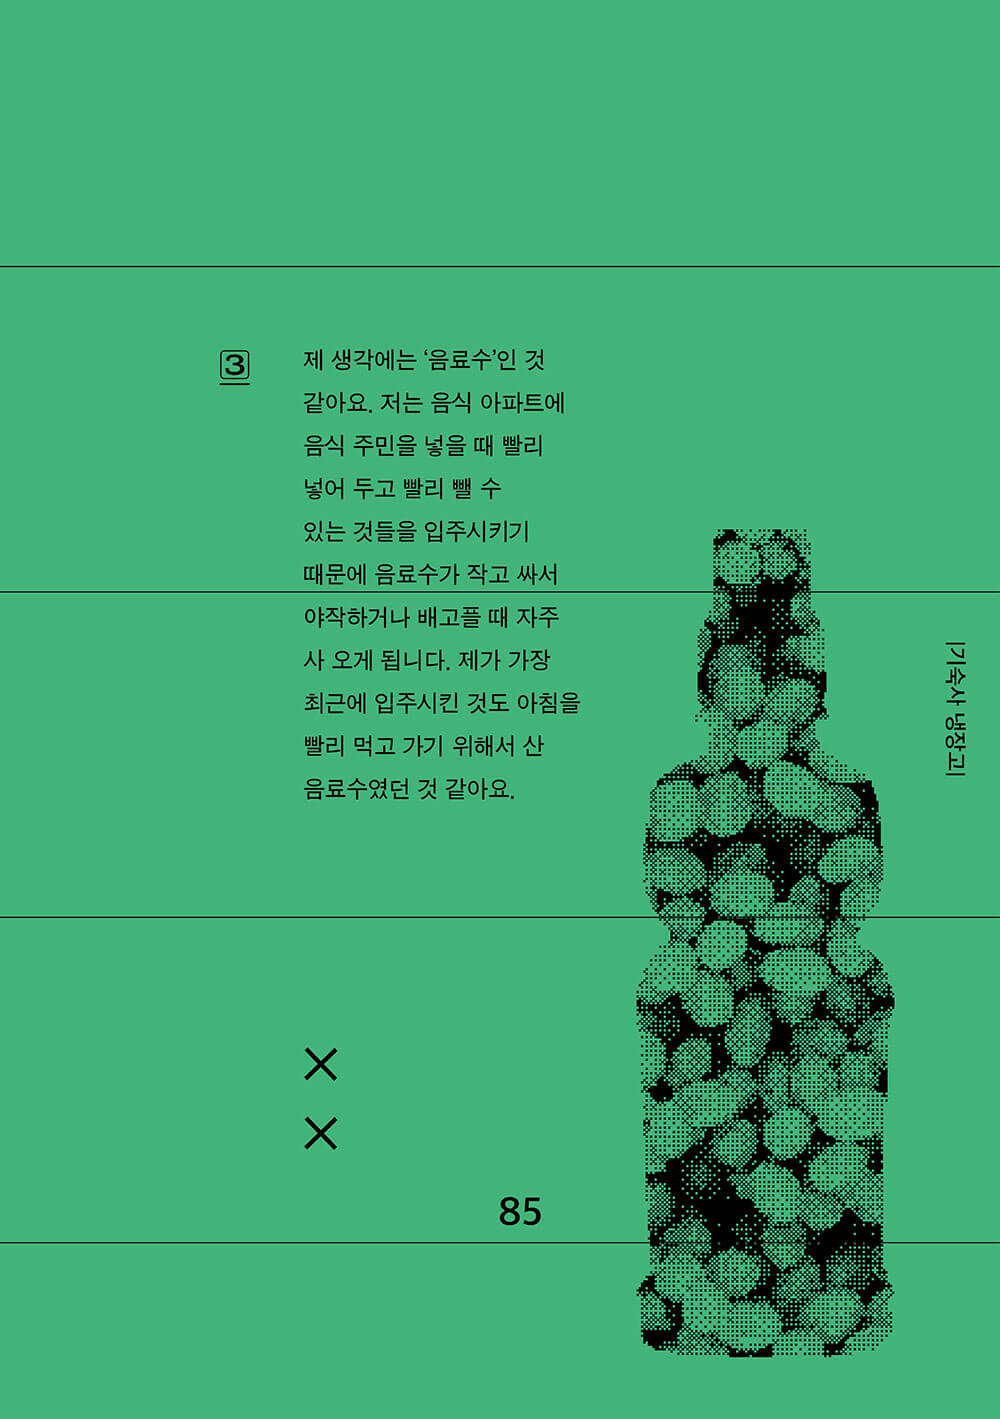 3
제 생각에는 ‘음료수’인 것
같아요. 저는 음식 아파트에
음식 주민을 넣을 때 빨리
넣어 두고 빨리 뺄 수
있는 것들을 입주시키기
때문에 음료수가 작고 싸서
야작하거나 배고플 때 자주
사 오게 됩니다. 제가 가장
최근에 입주시킨 것도 아침을
빨리 먹고 가기 위해서 산
음료수였던 것 같아요.
|기숙사 냉장고|
85